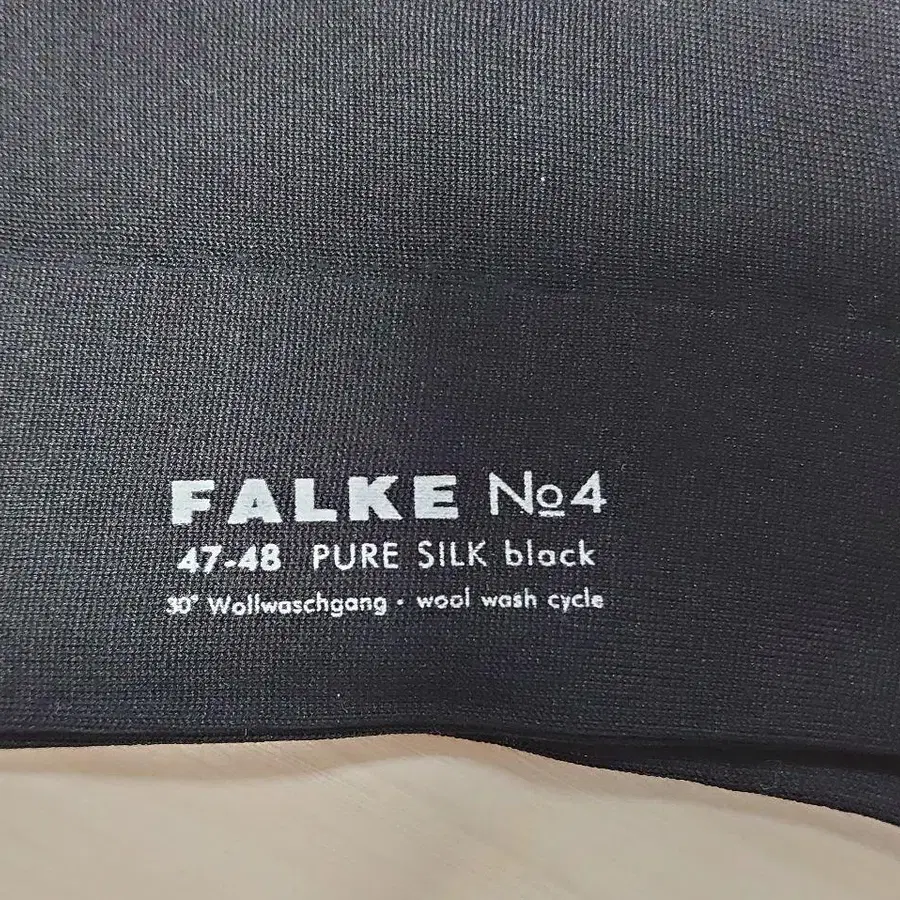 FALKE No4
47-48 PURE SILK black
30° Wollwaschgang • wool wash cycle